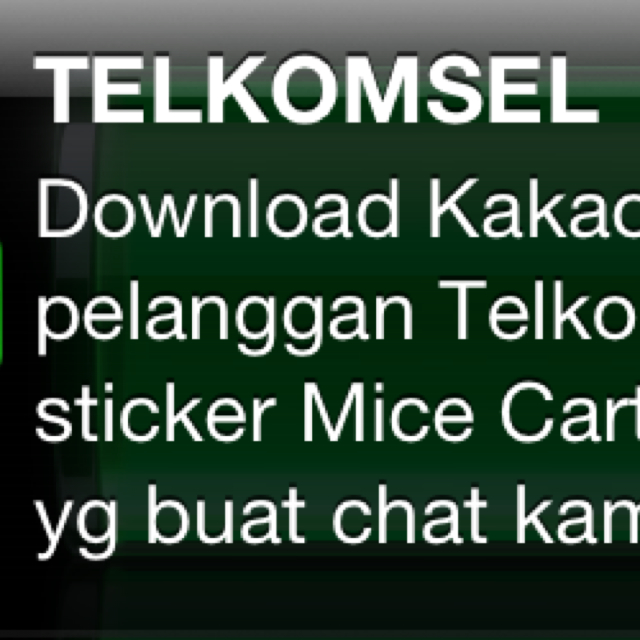 TELKOMSEL
Download Kakao
pelanggan Telko
sticker Mice Cart
yg buat chat kam